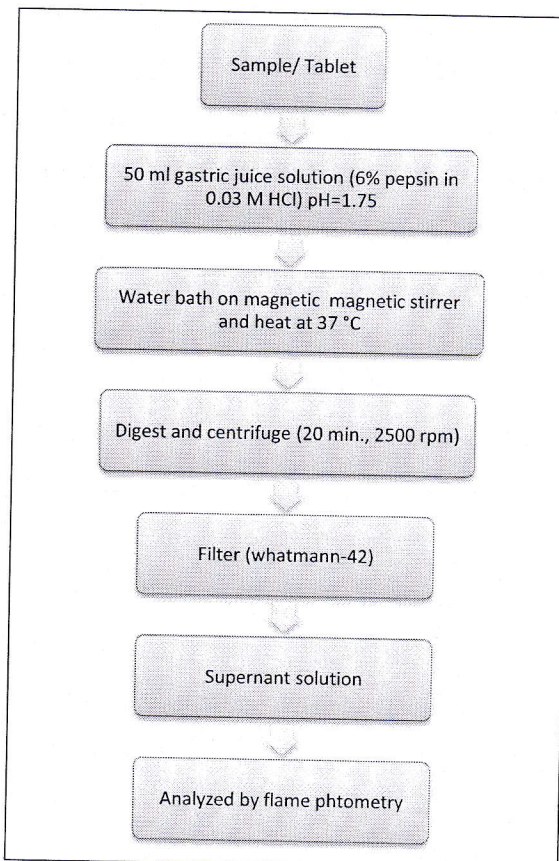 Sample/ Tablet
50 ml gastric juice solution (6% pepsin in
0.03 M HCl) pH=1.75
Water bath on magnetic magnetic stirrer
and heat at 37 °C
Digest and centrifuge (20 min., 2500 rpm)
Filter (whatmann-42)
Supernant solution
Analyzed by flame phtometry